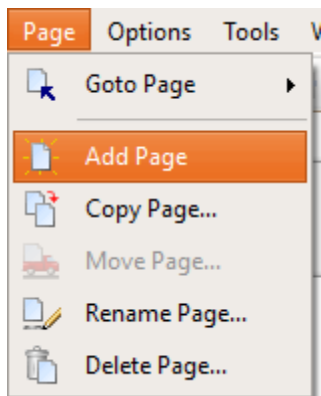 Page Options Tools
Goto Page
Add Page
Copy Page...
Move Page...
Rename Page...
Delete Page...